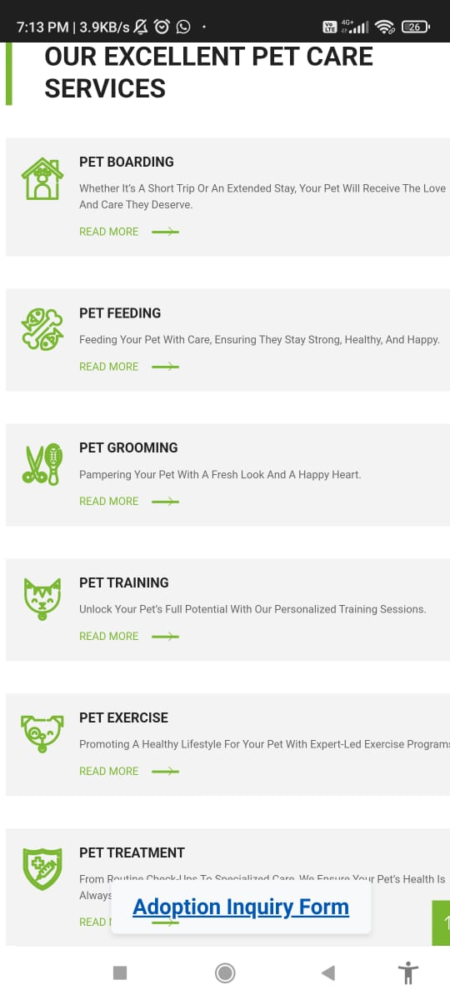 7:13 PM | 3.9KB/s
Vo LTE 4G+ 26
OUR EXCELLENT PET CARE
SERVICES
PET BOARDING
Whether It's A Short Trip Or An Extended Stay, Your Pet Will Receive The Love
And Care They Deserve.
READ MORE
PET FEEDING
Feeding Your Pet With Care, Ensuring They Stay Strong, Healthy, And Happy.
READ MORE
PET GROOMING
Pampering Your Pet With A Fresh Look And A Happy Heart.
READ MORE
PET TRAINING
Unlock Your Pet's Full Potential With Our Personalized Training Sessions.
READ MORE
PET EXERCISE
Promoting A Healthy Lifestyle For Your Pet With Expert-Led Exercise Programs
READ MORE
PET TREATMENT
From Routine Check-Ups To Specialized Care, We Ensure Your Pet's Health Is
Always
READ
Adoption Inquiry Form